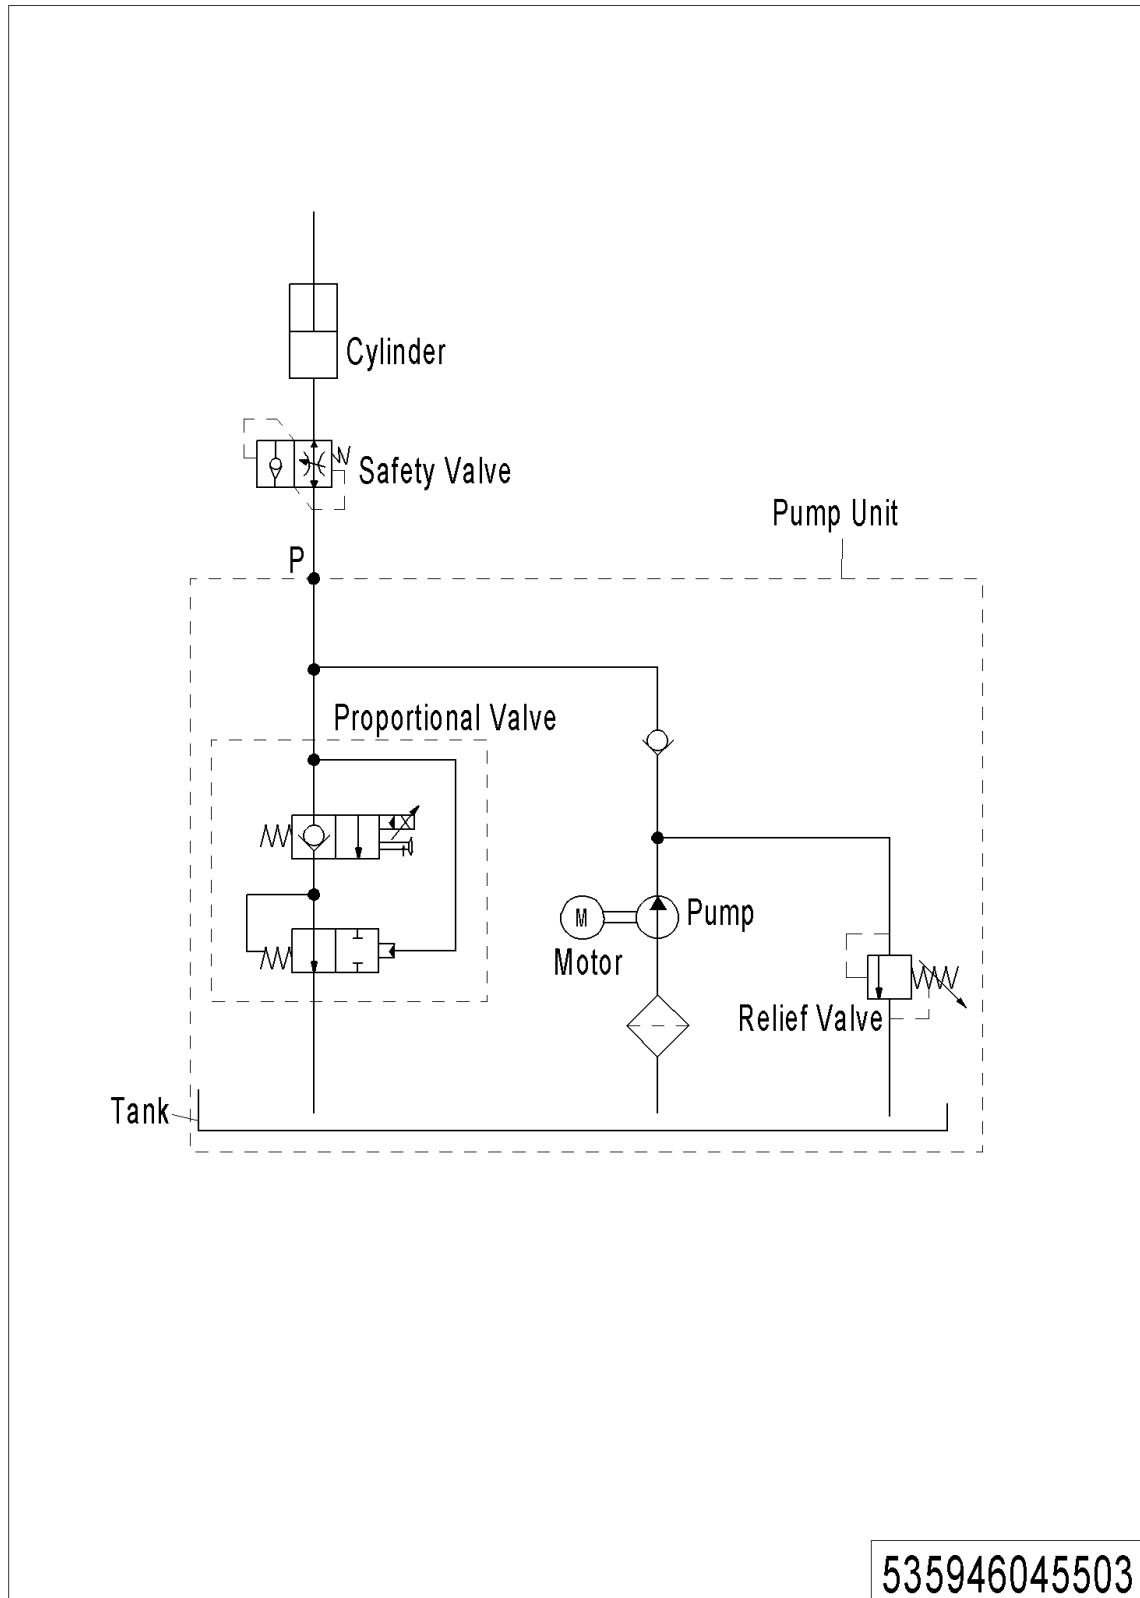 Cylinder
Safety Valve
Pump Unit
P
Proportional Valve
M
Pump
Motor
Relief Valve
Tank
535946045503